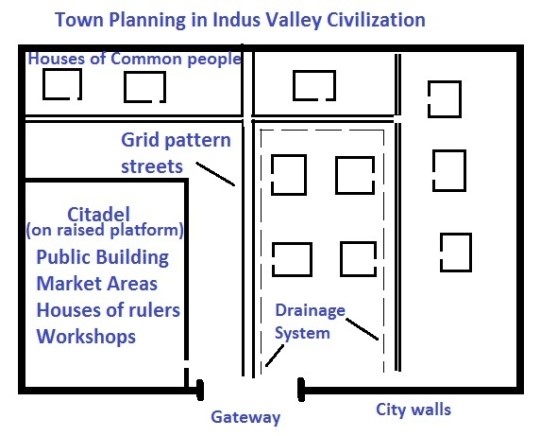 Town Planning in Indus Valley Civilization
Houses of Common people
Grid pattern
streets
Citadel
(on raised platform)
Public Building
Market Areas
Houses of rulers
Workshops
Drainage
System
Gateway
City walls